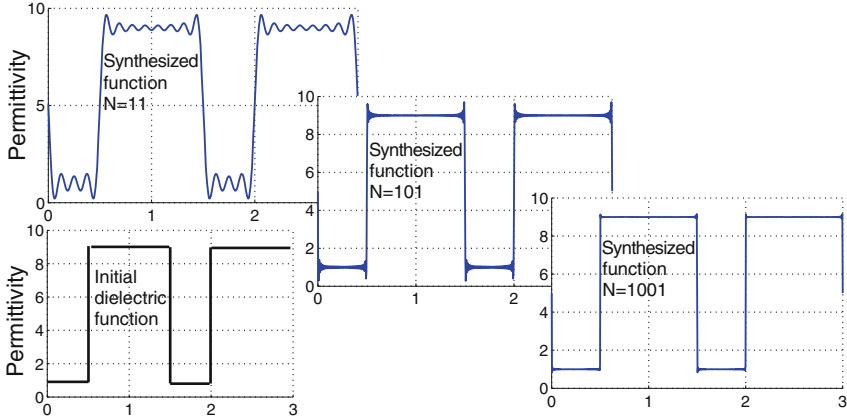 10
5
0
Permittivity
Synthesized
function
N=11
0
1
2
10
8
6
4
2
0
Synthesized
function
N=101
0
1
2
10
8
6
4
2
0
Synthesized
function
N=1001
0
1
2
3
10
8
6
4
2
0
Permittivity
Initial
dielectric
function
0
1
2
3